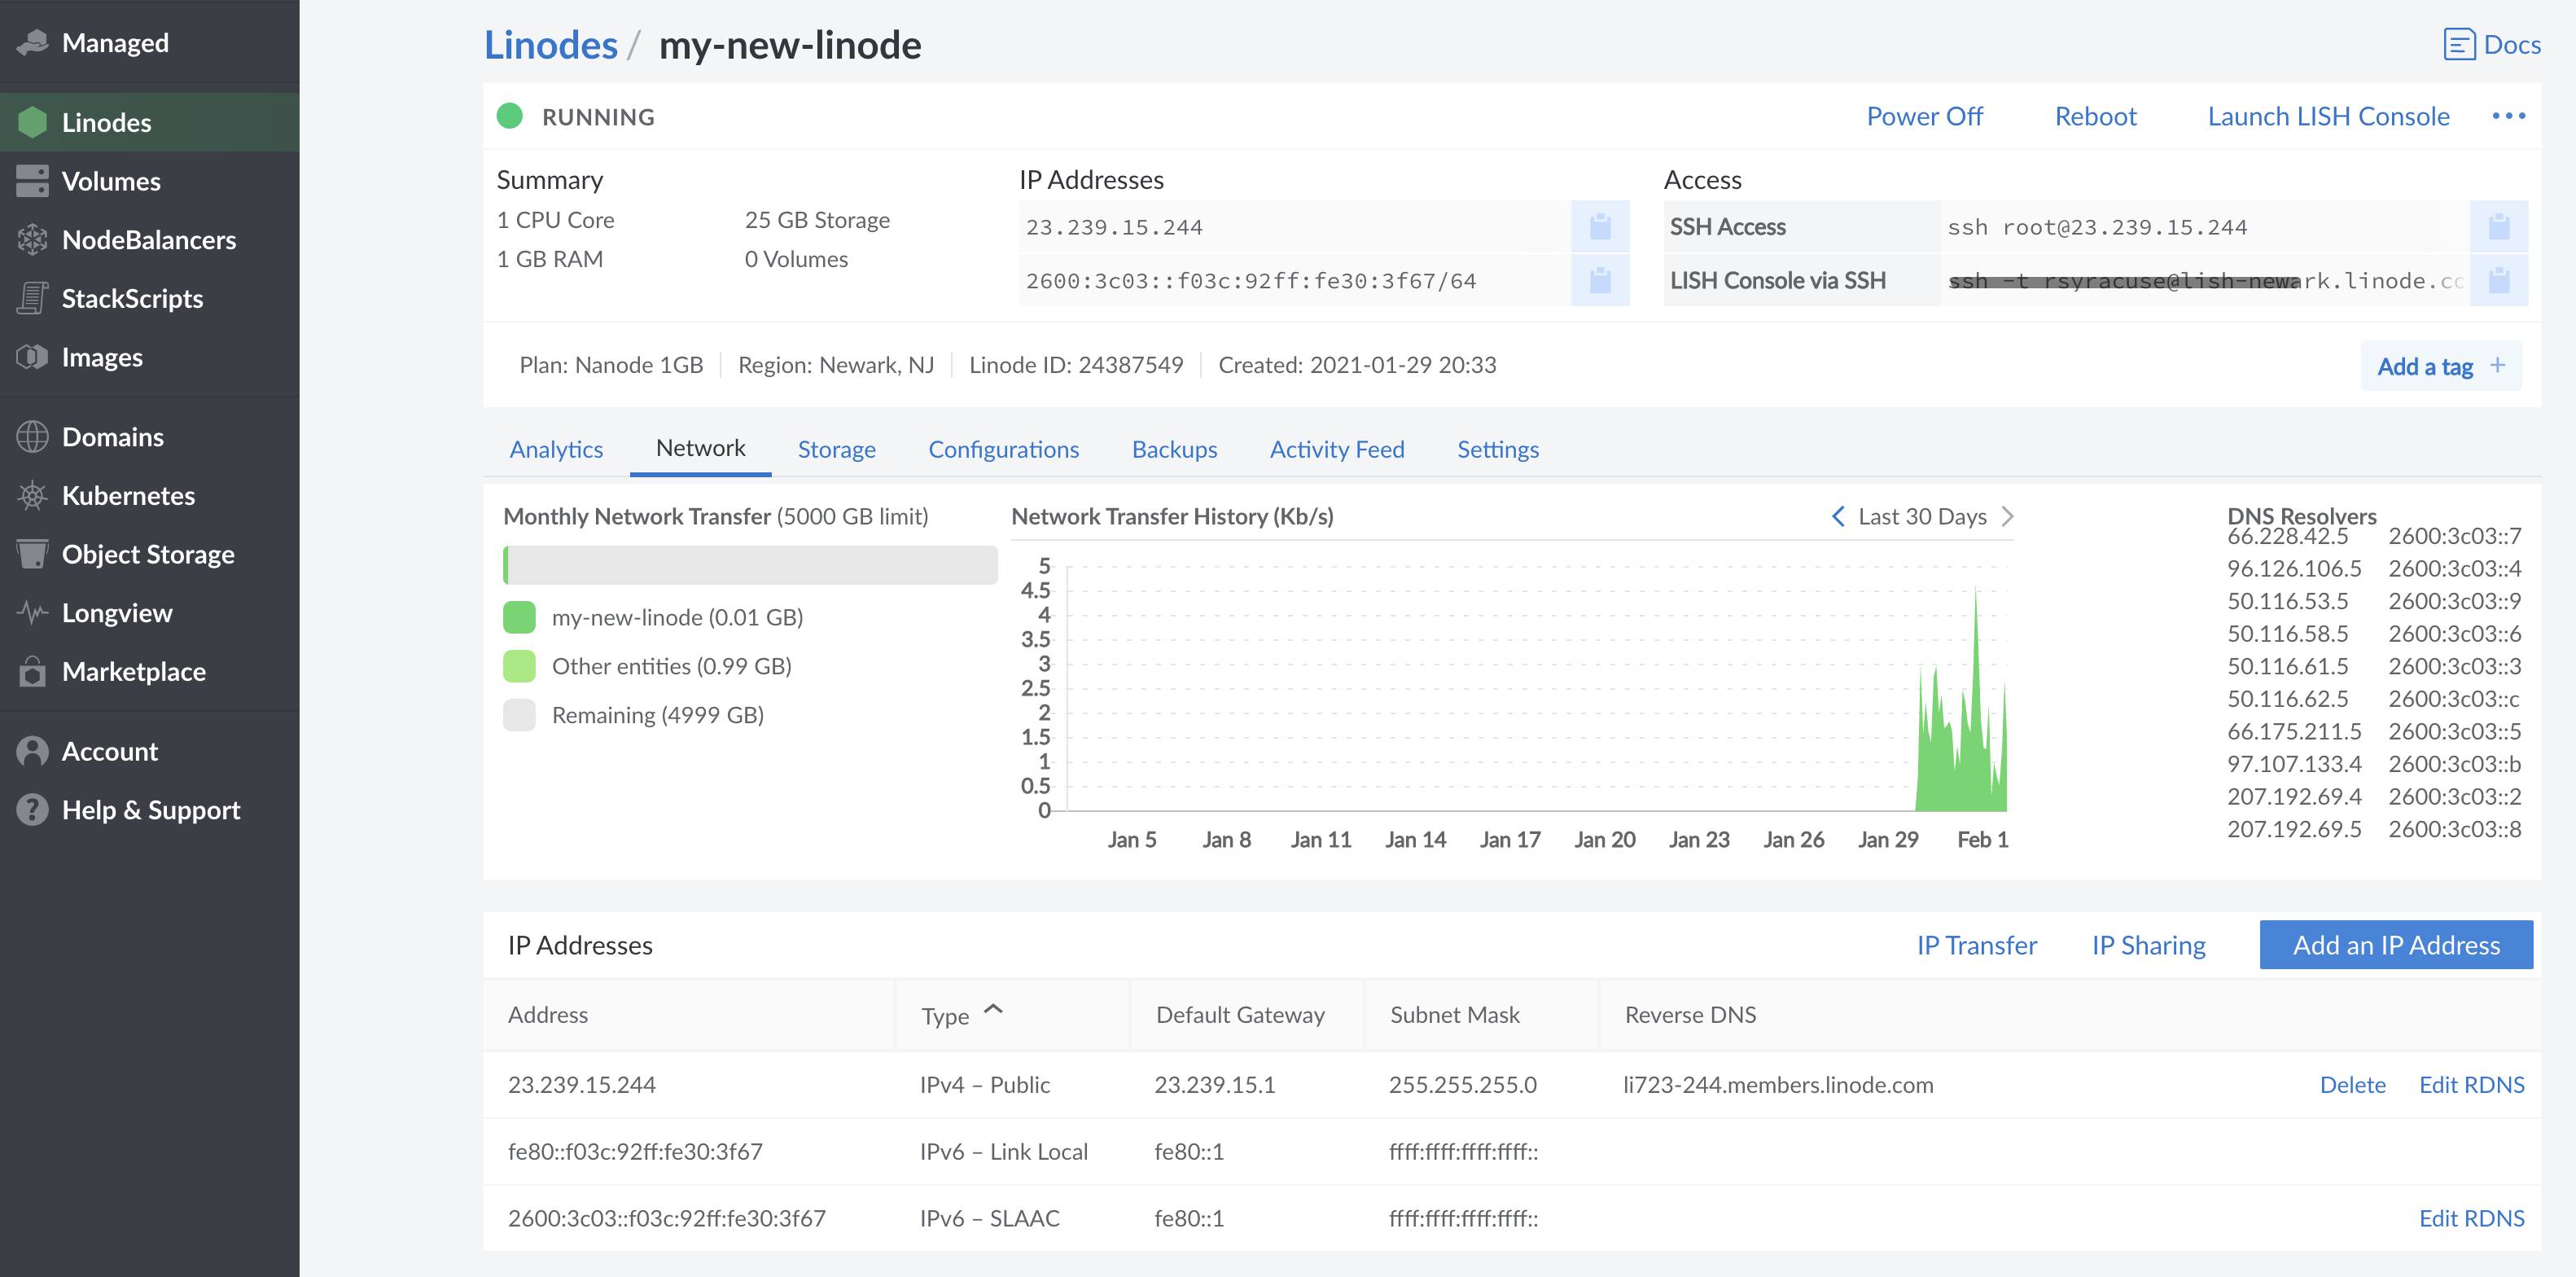 Managed
Linodes
Volumes
NodeBalancers
StackScripts
Images
Domains
Kubernetes
Object Storage
Longview
Marketplace
Account
Help & Support
Linodes / my-new-linode
Docs
RUNNING
Power Off Reboot Launch LISH Console
Summary
1 CPU Core 25 GB Storage
1 GB RAM 0 Volumes
IP Addresses
23.239.15.244
2600:3c03::f03c:92ff:fe30:3f67/64
Access
SSH Access ssh root@23.239.15.244
LISH Console via SSH ssh -t rsyracuse@lish-newark.linode.cc
Plan: Nanode 1GB Region: Newark, NJ Linode ID: 24387549 Created: 2021-01-29 20:33
Add a tag +
Analytics Network Storage Configurations Backups Activity Feed Settings
Monthly Network Transfer (5000 GB limit)
my-new-linode (0.01 GB)
Other entities (0.99 GB)
Remaining (4999 GB)
Network Transfer History (Kb/s)
Last 30 Days
5
4.5
4
3.5
3
2.5
2
1.5
1
0.5
0
Jan 5 Jan 8 Jan 11 Jan 14 Jan 17 Jan 20 Jan 23 Jan 26 Jan 29 Feb 1
DNS Resolvers
66.228.42.5 2600:3c03::7
96.126.106.5 2600:3c03::4
50.116.53.5 2600:3c03::9
50.116.58.5 2600:3c03::6
50.116.61.5 2600:3c03::3
50.116.62.5 2600:3c03::c
66.175.211.5 2600:3c03::5
97.107.133.4 2600:3c03::b
207.192.69.4 2600:3c03::2
207.192.69.5 2600:3c03::8
IP Addresses
IP Transfer IP Sharing Add an IP Address
Address Type Default Gateway Subnet Mask Reverse DNS
23.239.15.244 IPv4 – Public 23.239.15.1 255.255.255.0 li723-244.members.linode.com Delete Edit RDNS
fe80::f03c:92ff:fe30:3f67 IPv6 – Link Local fe80::1 ffff:ffff:ffff:ffff::
2600:3c03::f03c:92ff:fe30:3f67 IPv6 – SLAAC fe80::1 ffff:ffff:ffff:ffff:: Edit RDNS